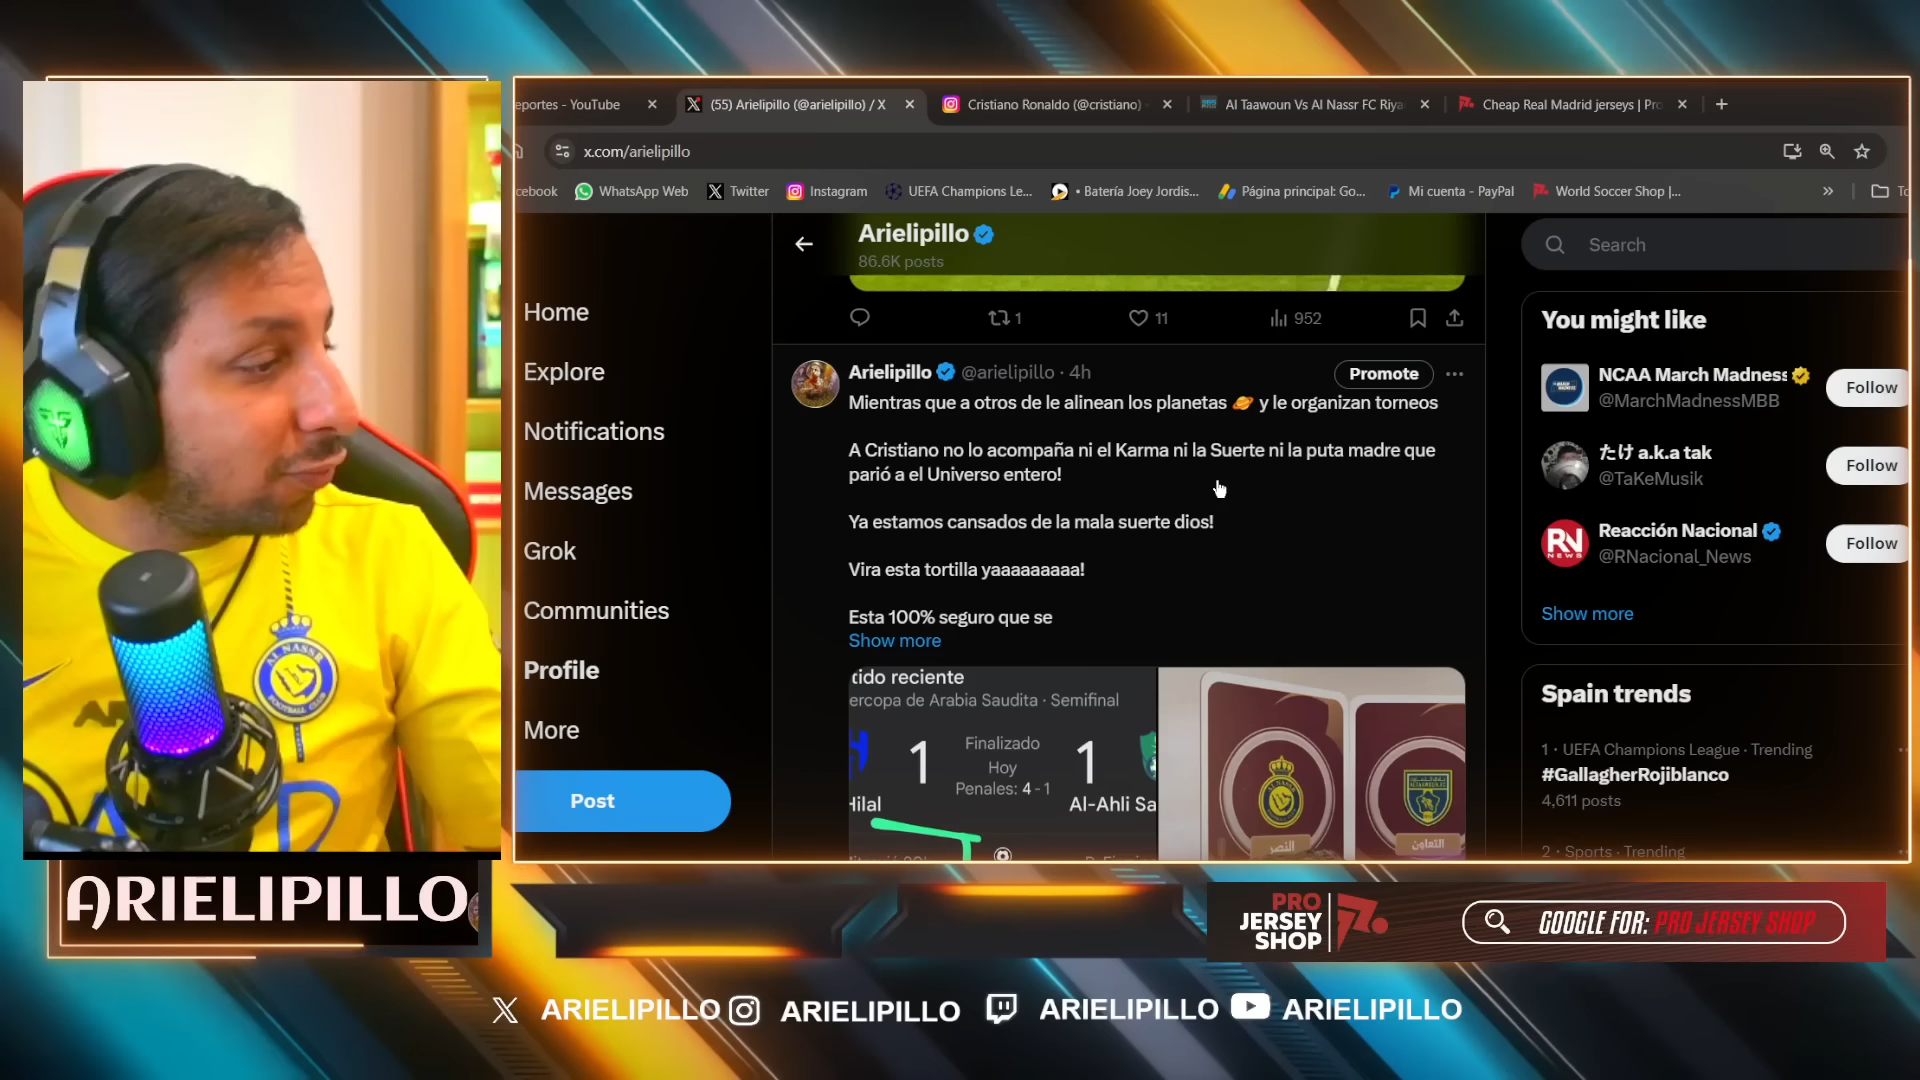 eportes - YouTube
(55) Arielipillo (@arielipillo) / X
Cristiano Ronaldo (@cristiano)
Al Taawoun Vs Al Nassr FC Riya
Cheap Real Madrid jerseys | Pro
x.com/arielipillo
cebook
WhatsApp Web
Twitter
Instagram
UEFA Champions Le...
• Batería Joey Jordis...
Página principal: Go...
Mi cuenta - PayPal
World Soccer Shop |...
Arielipillo
86.6K posts
Search
Home
Explore
Notifications
Messages
Grok
Communities
Profile
More
Post
1
11
952
Arielipillo @arielipillo · 4h
Promote
Mientras que a otros de le alinean los planetas 🪐 y le organizan torneos
A Cristiano no lo acompaña ni el Karma ni la Suerte ni la puta madre que
parió a el Universo entero!
Ya estamos cansados de la mala suerte dios!
Vira esta tortilla yaaaaaaaaa!
Esta 100% seguro que se
Show more
tido reciente
ercopa de Arabia Saudita · Semifinal
1
Finalizado
Hoy
Penales: 4 - 1
1
Hilal
Al-Ahli Sa
النصر
التعاون
You might like
NCAA March Madness
@MarchMadnessMBB
Follow
たけ a.k.a tak
@TaKeMusik
Follow
Reacción Nacional
@RNacional_News
Follow
Show more
Spain trends
1 · UEFA Champions League · Trending
#GallagherRojiblanco
4,611 posts
2 · Sports · Trending
RN
NEWS
AL NASSR
FOOTBALL CLUB
ARIELIPILLO
PRO
JERSEY
SHOP
GOOGLE FOR: PRO JERSEY SHOP
ARIELIPILLO
ARIELIPILLO
ARIELIPILLO
ARIELIPILLO